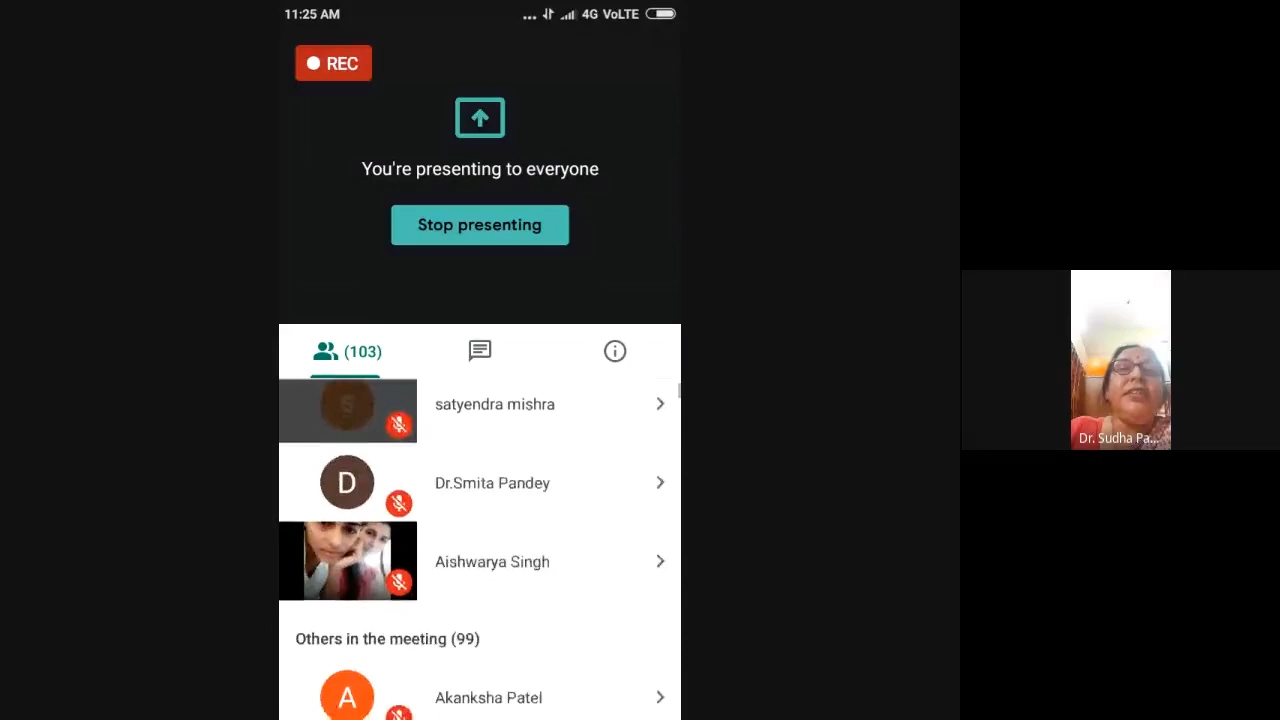 11:25 AM
... 4G VoLTE
REC
You're presenting to everyone
Stop presenting
(103)
S
satyendra mishra
D
Dr.Smita Pandey
Aishwarya Singh
Others in the meeting (99)
A
Akanksha Patel
Dr. Sudha Pa...